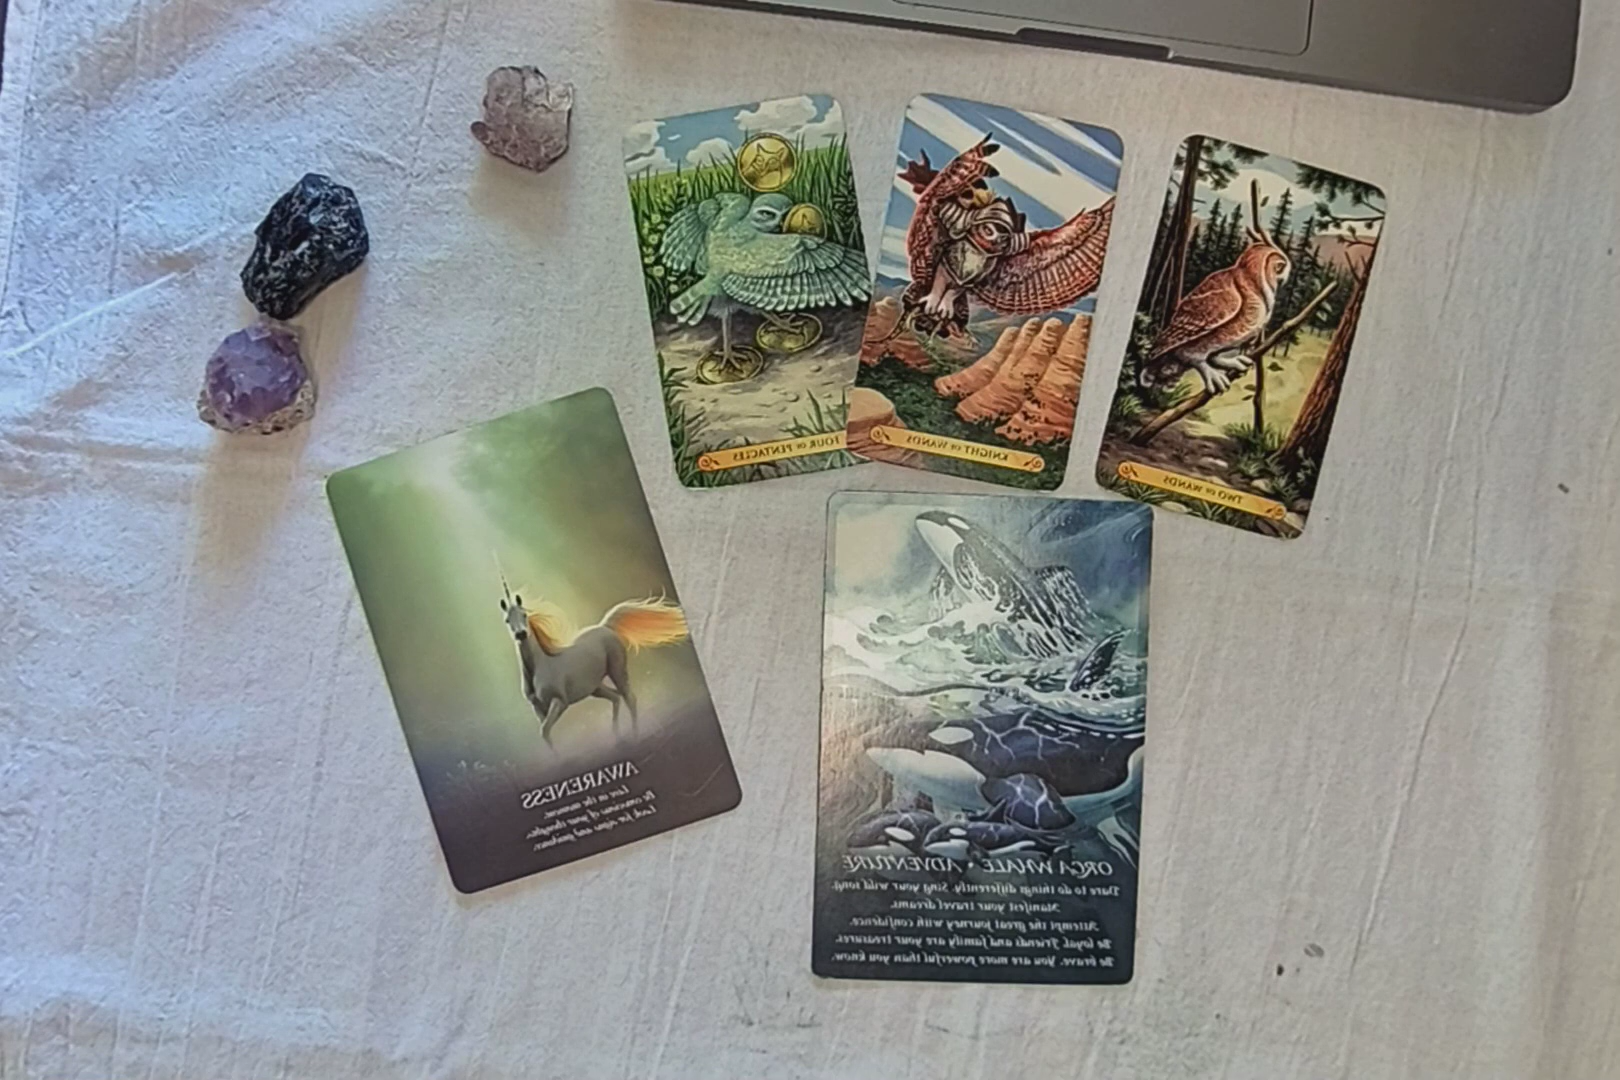 FOUR OF PENTACLES
KNIGHT OF WANDS
TWO OF WANDS
AWARENESS
Live in the moment.
Be conscious of your thoughts.
Look for signs and guidance.
ORCA WHALE • ADVENTURE
Dare to do things differently. Sing your wild song.
Manifest your travel dreams.
Attempt the great journey with confidence.
Be loyal. Friends and family are your treasures.
Be brave. You are more powerful than you know.